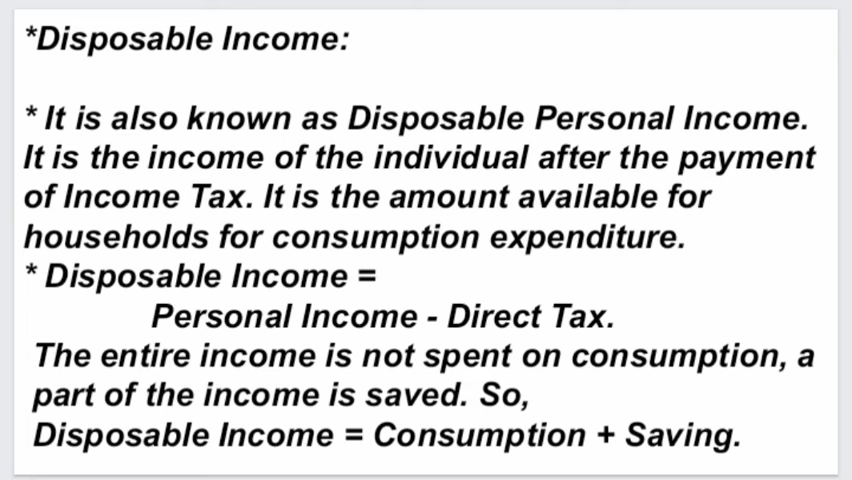 *Disposable Income:
* It is also known as Disposable Personal Income.
It is the income of the individual after the payment
of Income Tax. It is the amount available for
households for consumption expenditure.
* Disposable Income =
Personal Income - Direct Tax.
The entire income is not spent on consumption, a
part of the income is saved. So,
Disposable Income = Consumption + Saving.